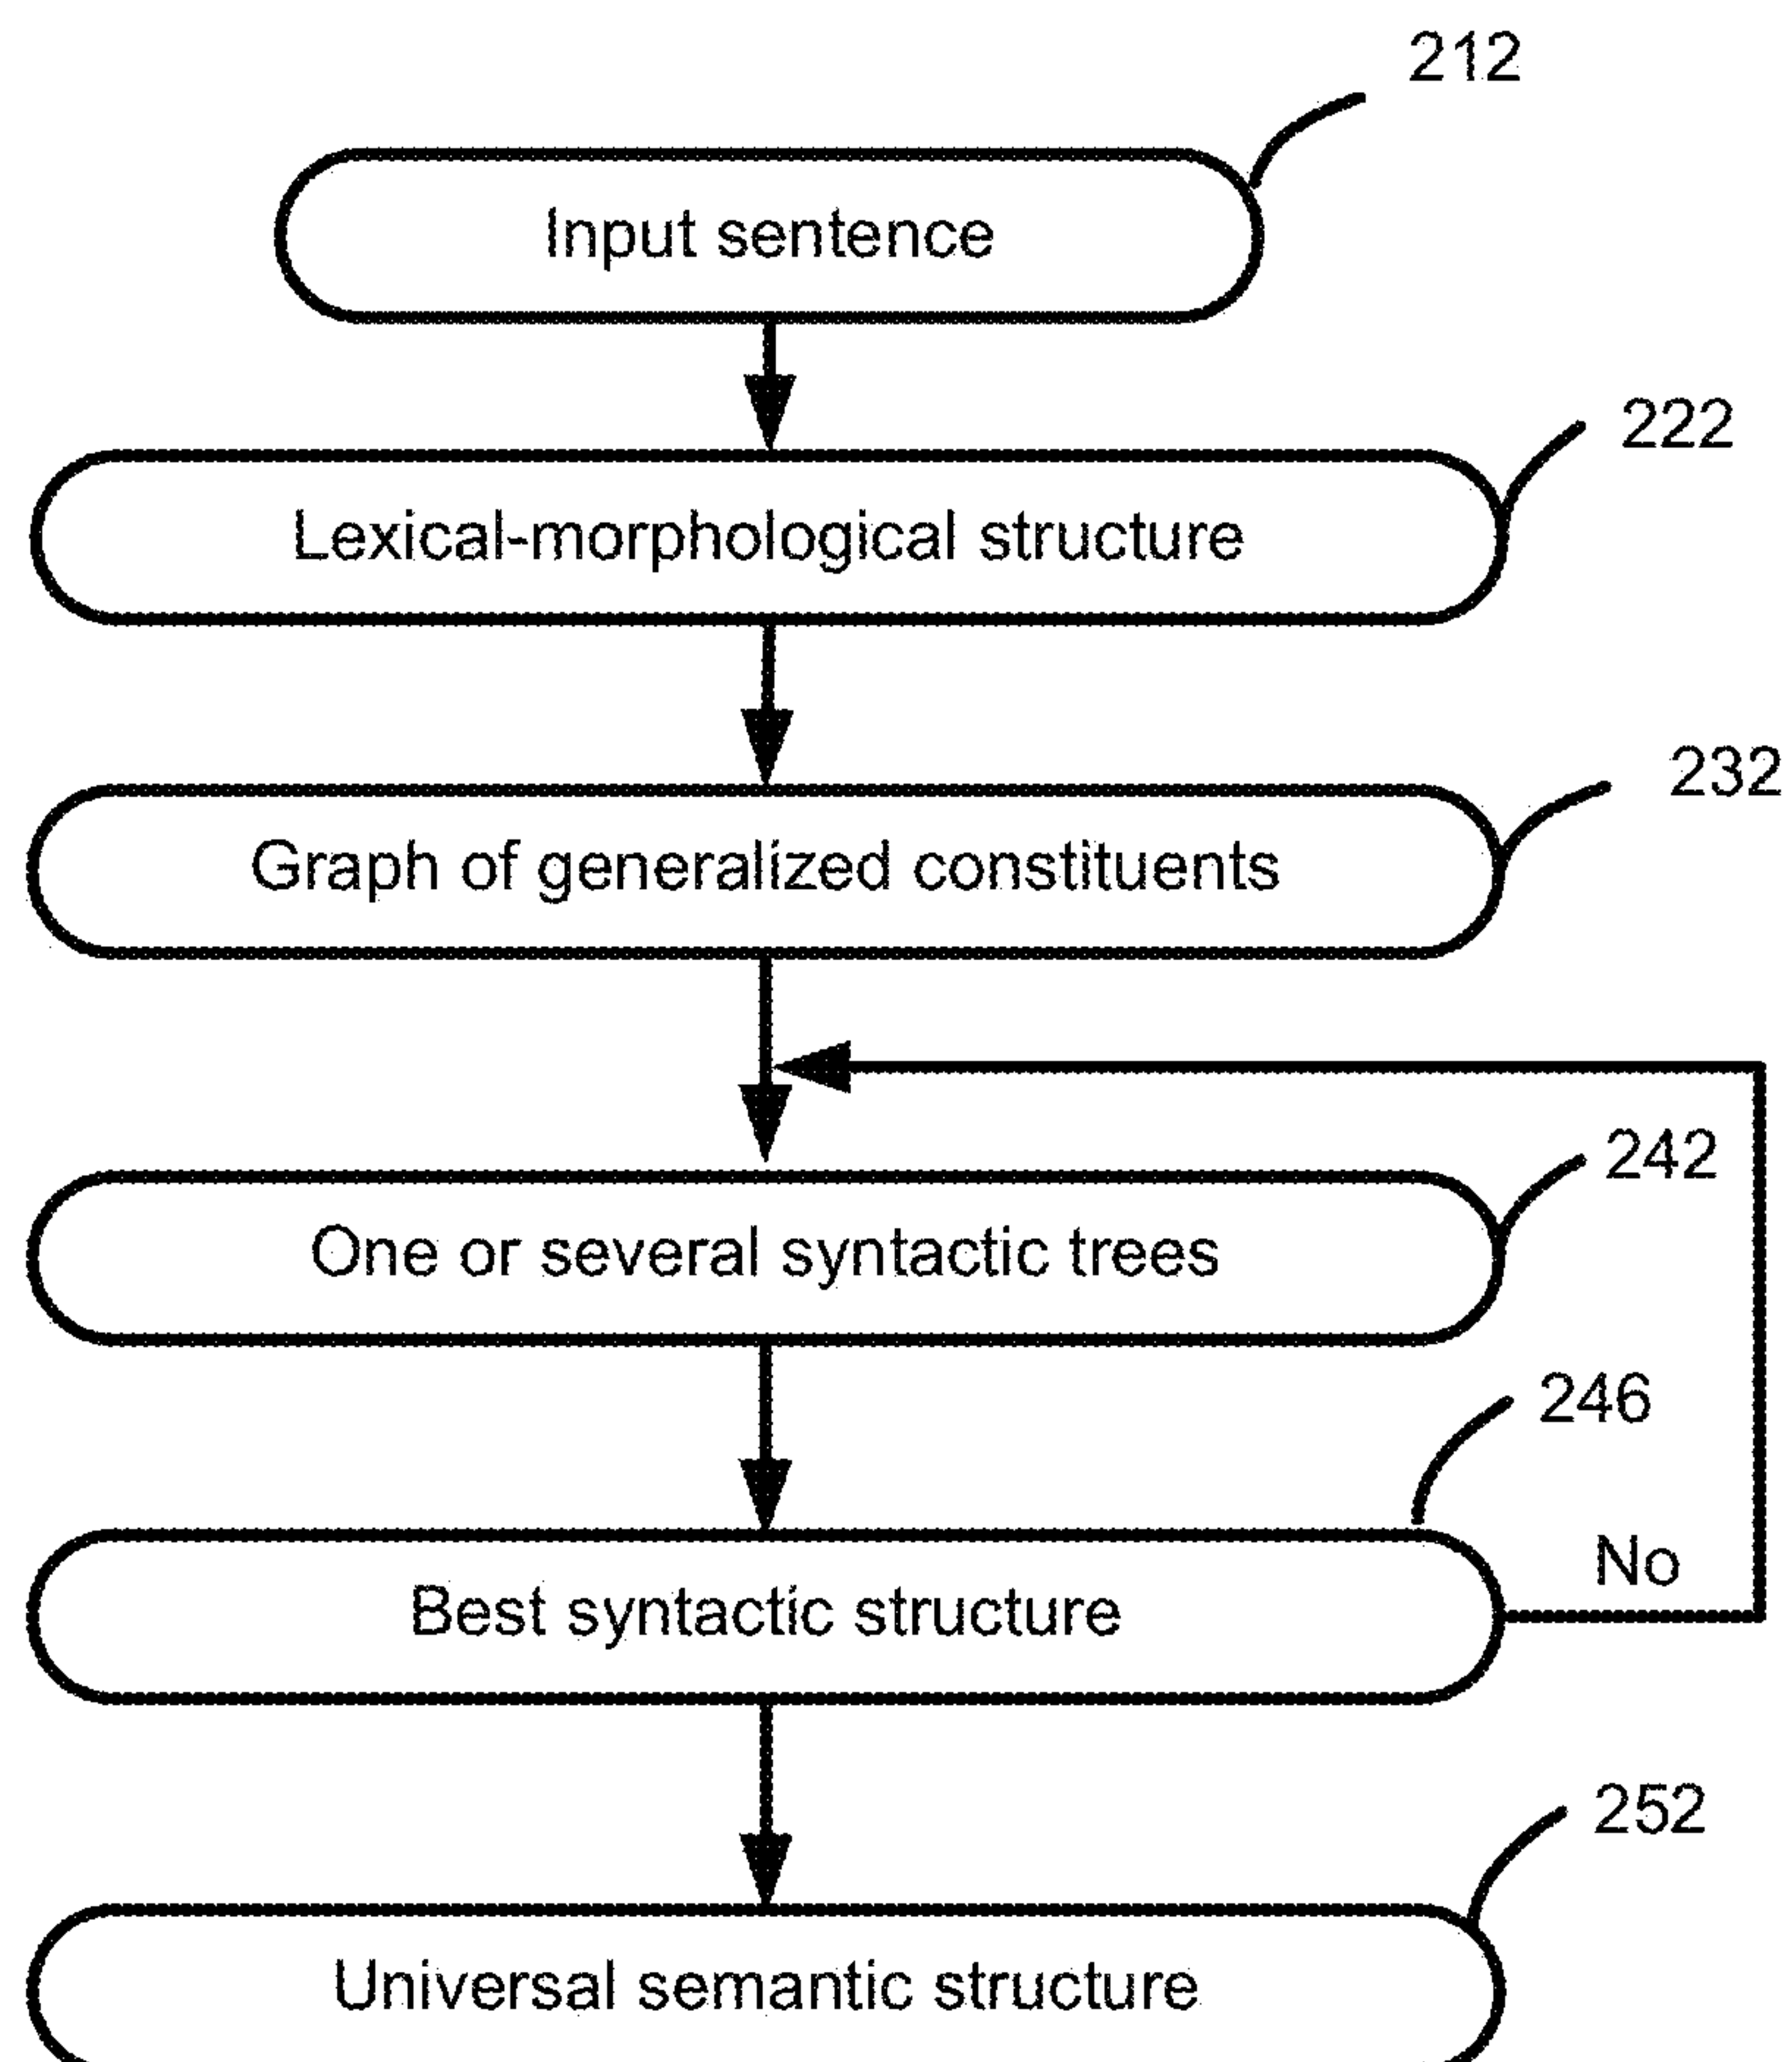 212
Input sentence
222
Lexical-morphological structure
232
Graph of generalized constituents
242
One or several syntactic trees
246
No
Best syntactic structure
252
Universal semantic structure